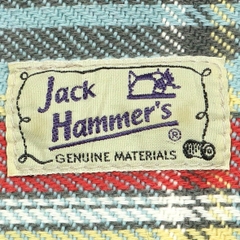 Jack
Hammer's
®
GENUINE MATERIALS